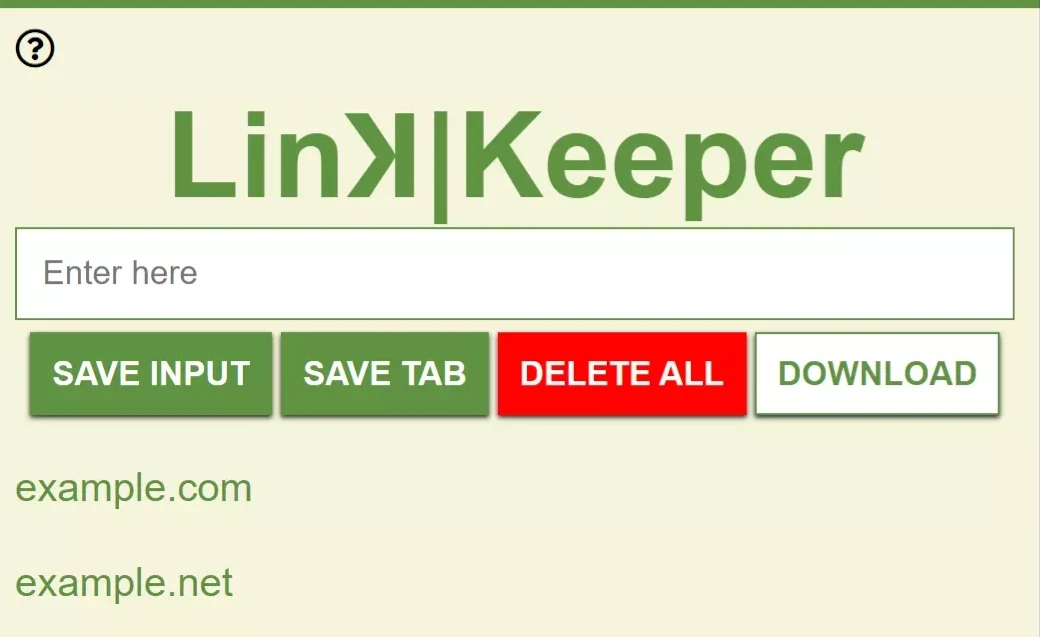 ?
LinK|Keeper
Enter here
SAVE INPUT SAVE TAB DELETE ALL DOWNLOAD
example.com
example.net